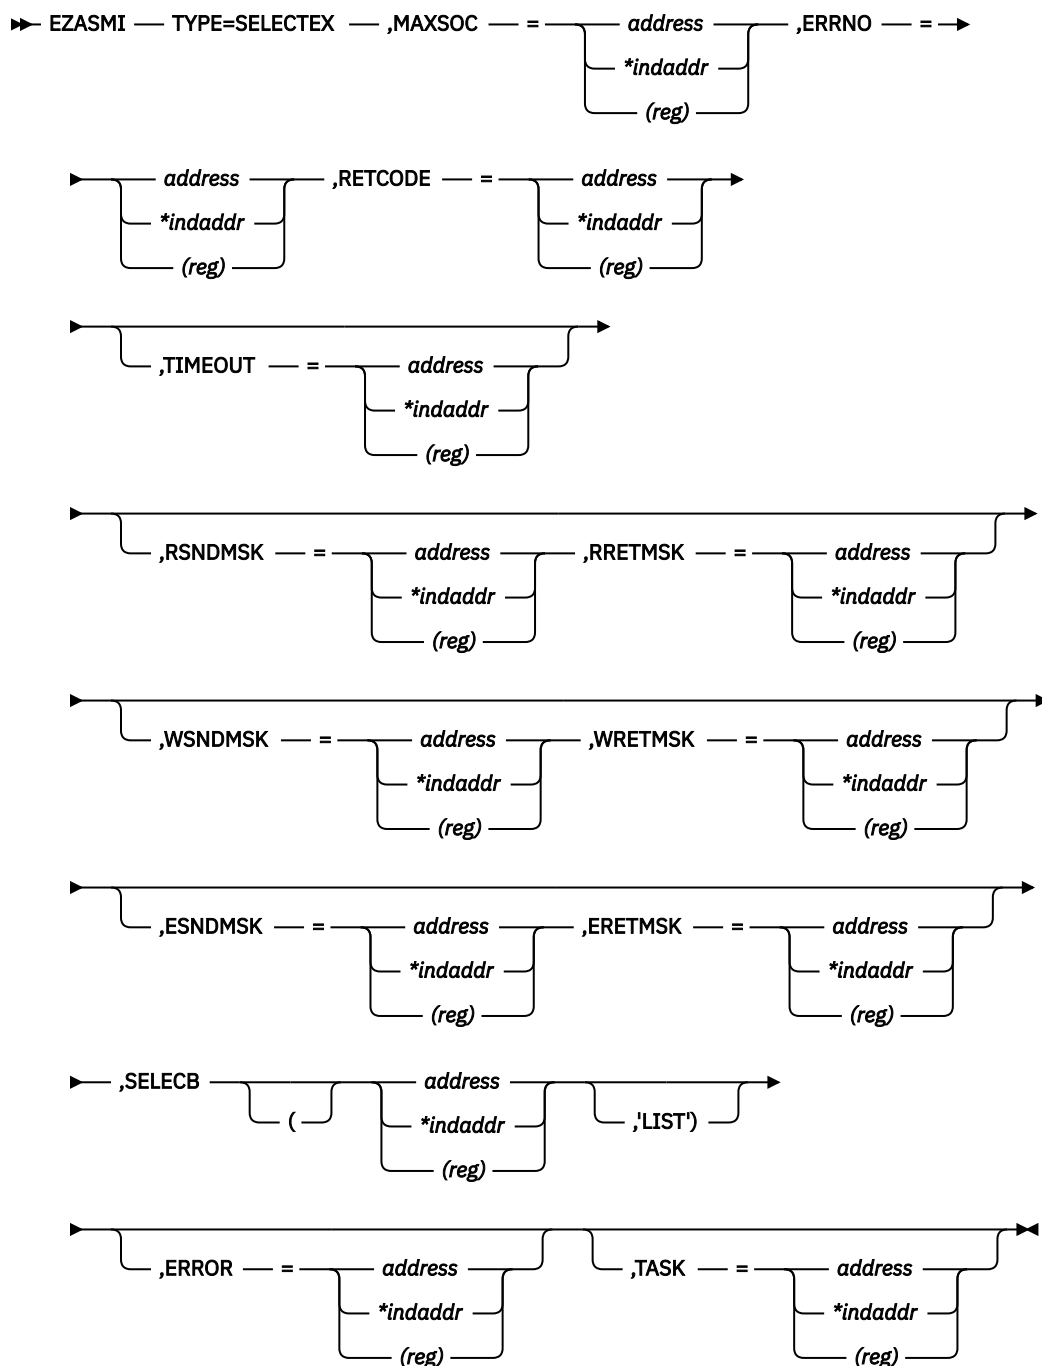 EZASMI TYPE=SELECTEX ,MAXSOC = address ,ERRNO =
*indaddr
(reg)
address ,RETCODE = address
*indaddr *indaddr
(reg) (reg)
,TIMEOUT = address
*indaddr
(reg)
,RSNDMSK = address ,RRETMSK = address
*indaddr *indaddr
(reg) (reg)
,WSNDMSK = address ,WRETMSK = address
*indaddr *indaddr
(reg) (reg)
,ESNDMSK = address ,ERETMSK = address
*indaddr *indaddr
(reg) (reg)
,SELECB address
( *indaddr ,'LIST')
(reg)
,ERROR = address ,TASK = address
*indaddr *indaddr
(reg) (reg)